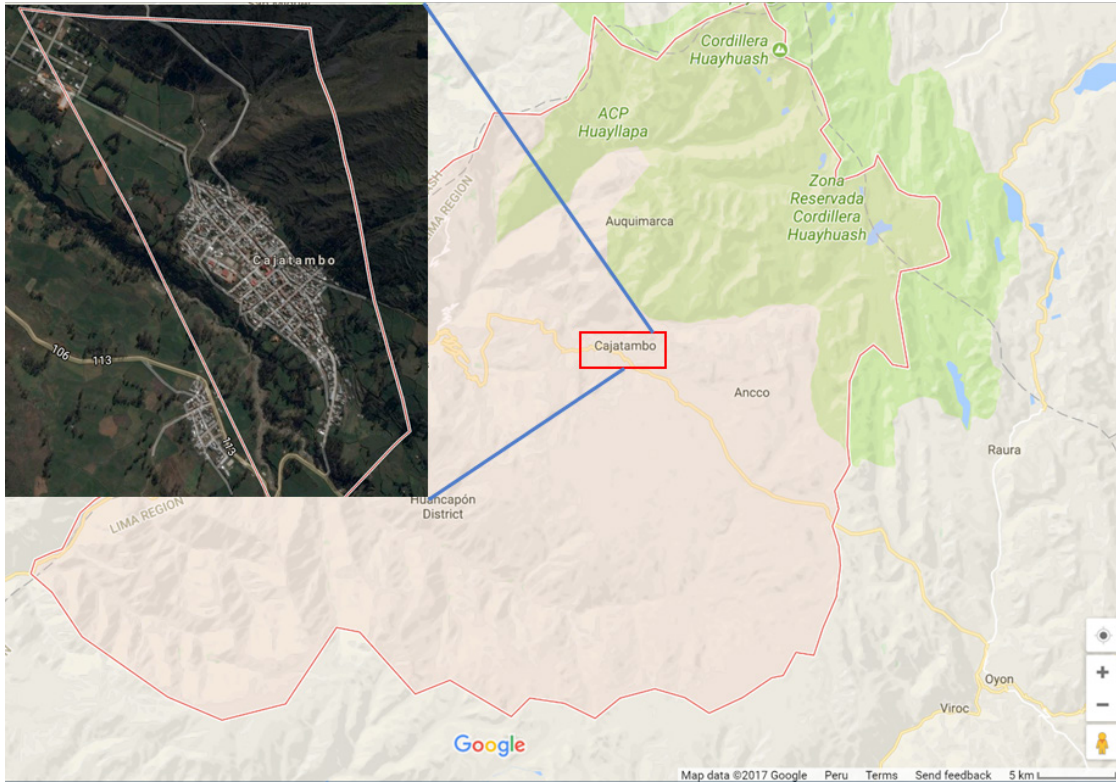 Cordillera
Huayhuash
ACP
Huayllapa
LIMA REGION
Zona
Reservada
Cordillera
Huayhuash
Auquimarca
Cajatambo
Cajatambo
106
113
113
Ancco
Raura
Huancapón
District
LIMA REGION
Oyon
Viroc
Google
Map data ©2017 Google Peru Terms Send feedback 5 km